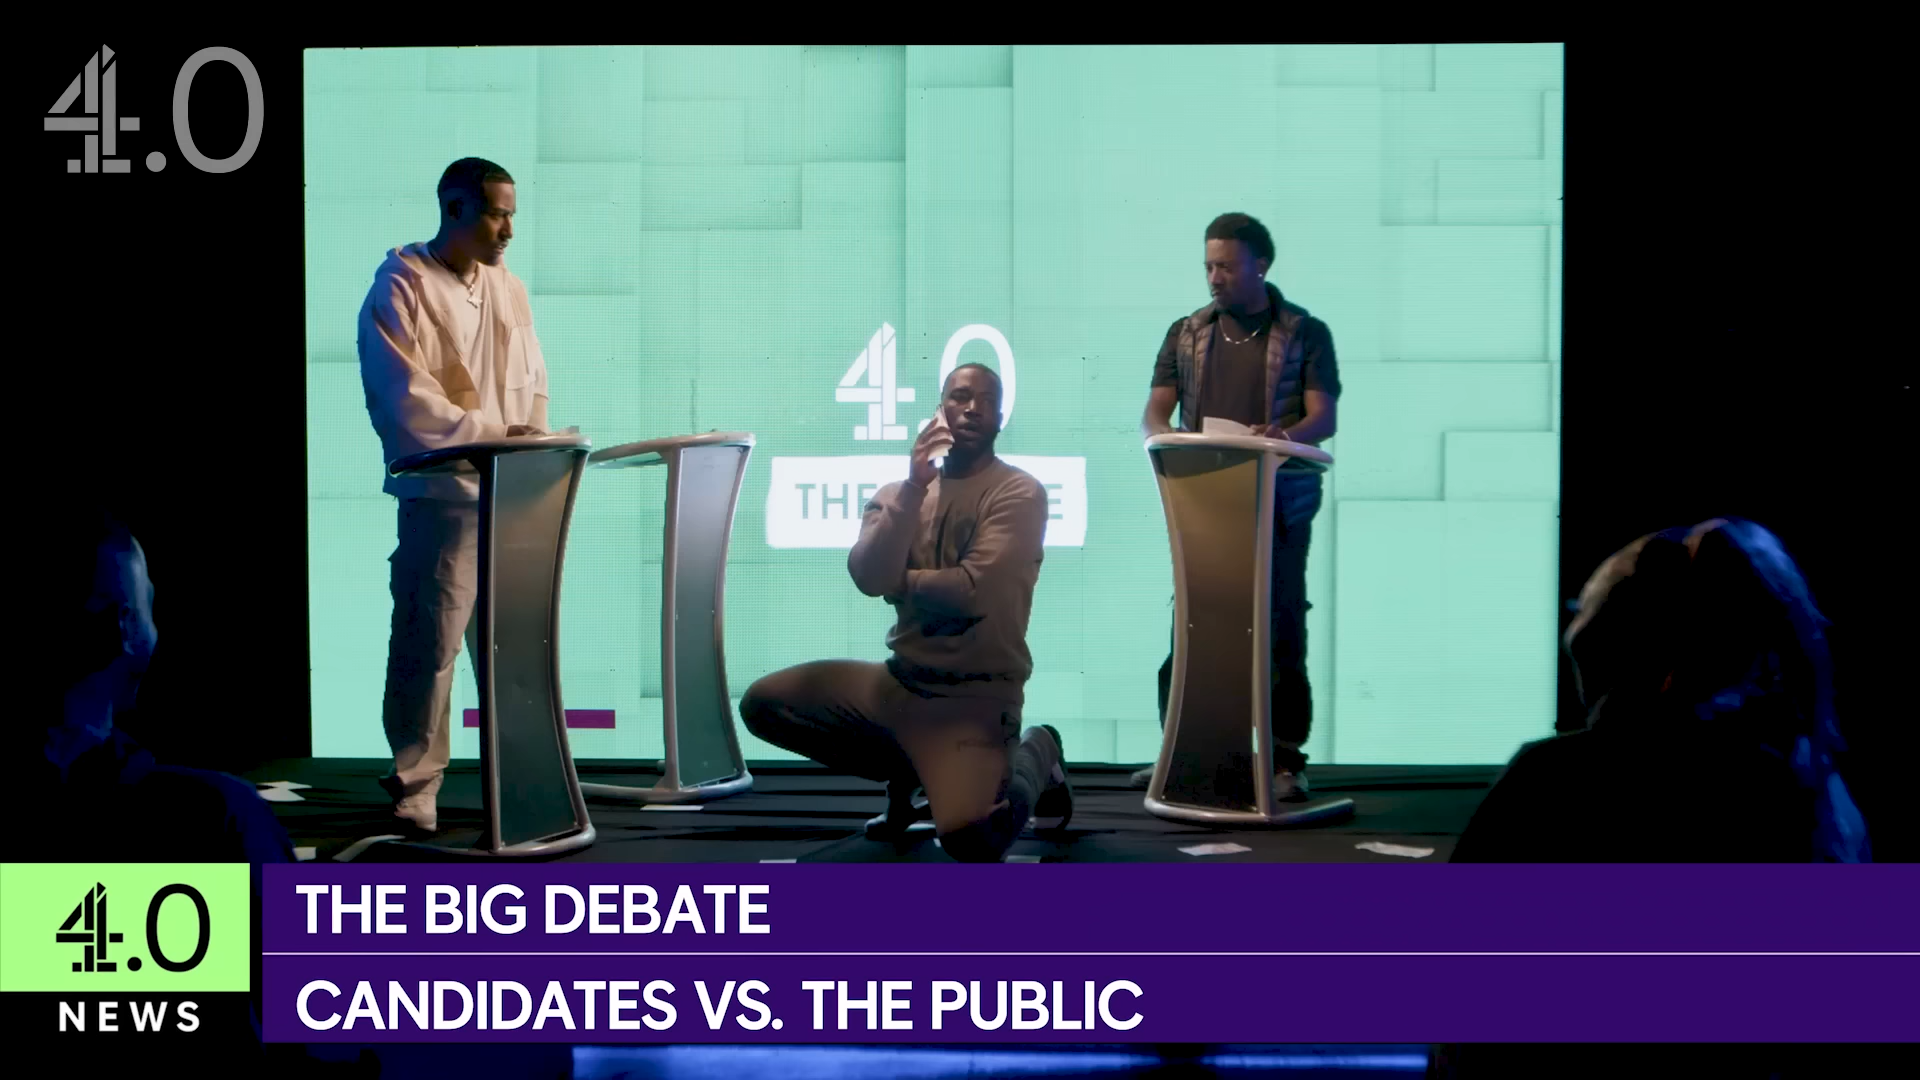 4.0
4.0
THE
4.0
NEWS
THE BIG DEBATE
CANDIDATES VS. THE PUBLIC